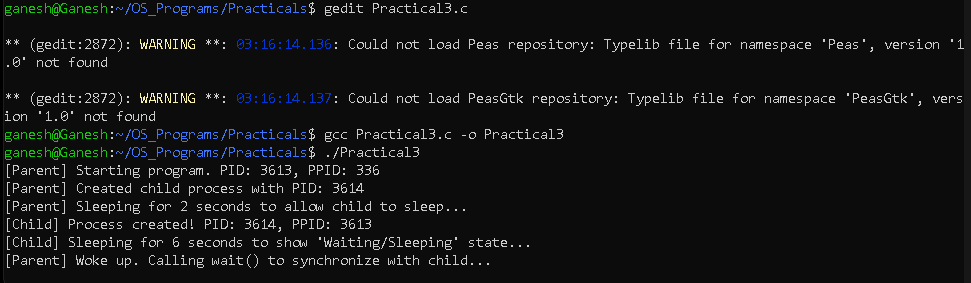 ganesh@Ganesh:~/OS_Programs/Practicals$ gedit Practical3.c
** (gedit:2872): WARNING **: 03:16:14.136: Could not load Peas repository: Typelib file for namespace 'Peas', version '1
.0' not found
** (gedit:2872): WARNING **: 03:16:14.137: Could not load PeasGtk repository: Typelib file for namespace 'PeasGtk', vers
ion '1.0' not found
ganesh@Ganesh:~/OS_Programs/Practicals$ gcc Practical3.c -o Practical3
ganesh@Ganesh:~/OS_Programs/Practicals$ ./Practical3
[Parent] Starting program. PID: 3613, PPID: 336
[Parent] Created child process with PID: 3614
[Parent] Sleeping for 2 seconds to allow child to sleep...
[Child] Process created! PID: 3614, PPID: 3613
[Child] Sleeping for 6 seconds to show 'Waiting/Sleeping' state...
[Parent] Woke up. Calling wait() to synchronize with child...